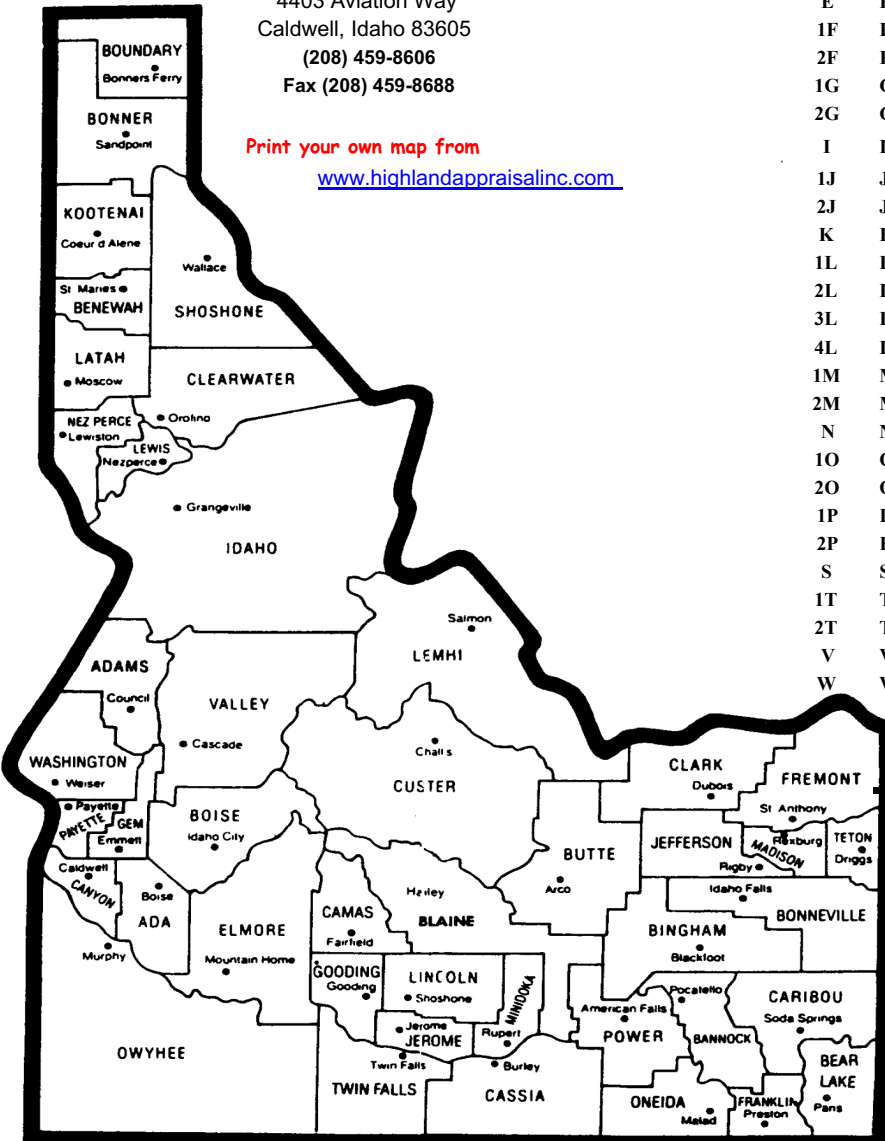 4403 Aviation Way
Caldwell, Idaho 83605
(208) 459-8606
Fax (208) 459-8688
Print your own map from
www.highlandappraisalinc.com
E
1F
2F
1G
2G
I
1J
2J
K
1L
2L
3L
4L
1M
2M
N
1O
2O
1P
2P
S
1T
2T
V
W
BOUNDARY
Bonners Ferry
BONNER
Sandpoint
KOOTENAI
Coeur d Alene
Wallace
St Maries
BENEWAH
SHOSHONE
LATAH
Moscow
CLEARWATER
Orofino
NEZ PERCE
Lewiston
LEWIS
Nezperce
Grangeville
IDAHO
Salmon
LEMHI
ADAMS
Council
VALLEY
Cascade
Challis
CUSTER
WASHINGTON
Weiser
Payette
PAYETTE
GEM
Emmett
BOISE
Idaho City
CLARK
Dubois
FREMONT
St Anthony
BUTTE
Arco
JEFFERSON
Rigby
MADISON
Rexburg
TETON
Driggs
Caldwell
CANYON
Boise
ADA
Murphy
ELMORE
Mountain Home
CAMAS
Fairfield
Hailey
BLAINE
Idaho Falls
BONNEVILLE
BINGHAM
Blackfoot
GOODING
Gooding
LINCOLN
Shoshone
MINIDOKA
Rupert
Jerome
JEROME
American Falls
POWER
Pocatello
BANNOCK
CARIBOU
Soda Springs
OWYHEE
Twin Falls
TWIN FALLS
Burley
CASSIA
ONEIDA
Malad
FRANKLIN
Preston
BEAR
LAKE
Paris